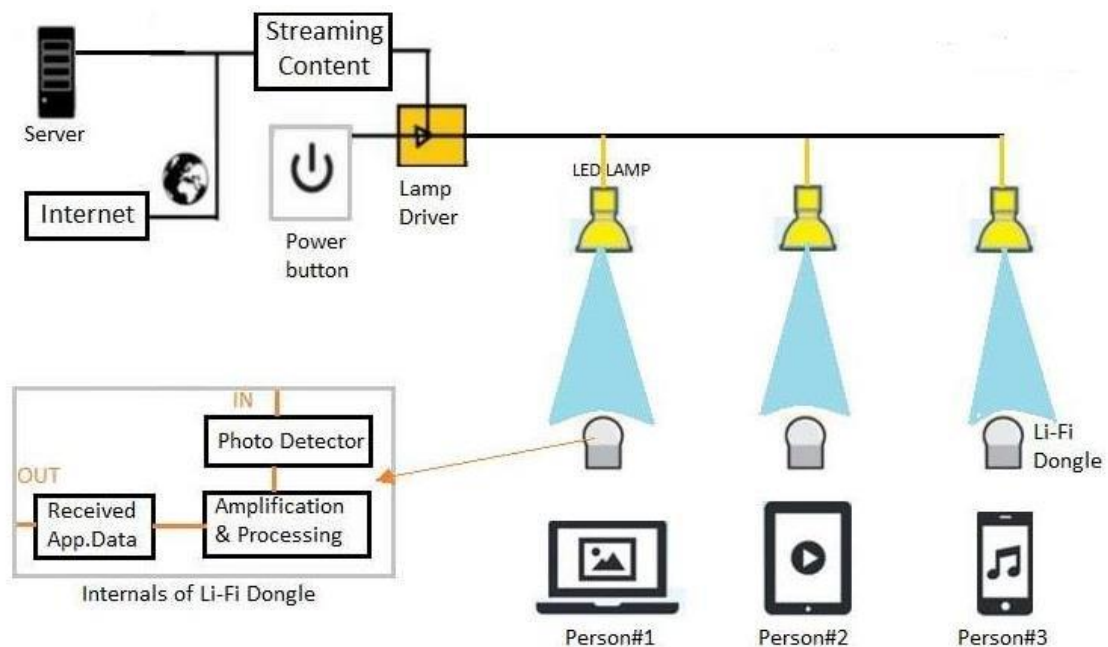 Streaming
Content
Server
Internet
Power
button
Lamp
Driver
LED LAMP
Li-Fi
Dongle
IN
Photo Detector
OUT
Received
App.Data
Amplification
& Processing
Internals of Li-Fi Dongle
Person#1
Person#2
Person#3